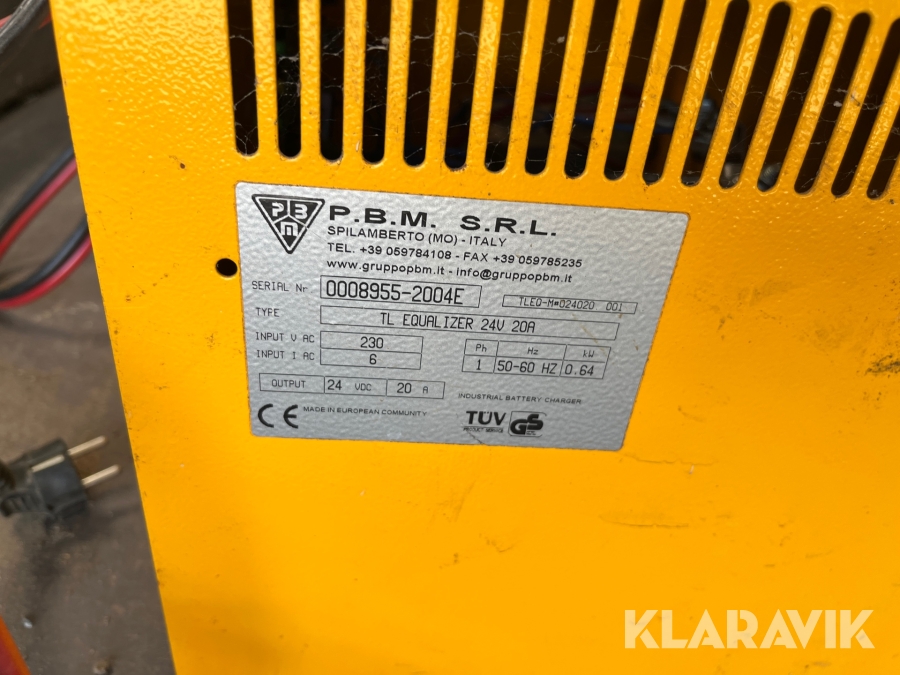 PBM
P.B.M. S.R.L.
SPILAMBERTO (MO) - ITALY
TEL. +39 059784108 - FAX +39 059785235
www.gruppopbm.it - info@gruppopbm.it
SERIAL Nr 0008955-2004E TLEQ-M#024020 001
TYPE TL EQUALIZER 24V 20A
INPUT V AC 230
INPUT I AC 6
Ph Hz kW
1 50-60 HZ 0.64
OUTPUT 24 VDC 20 A
INDUSTRIAL BATTERY CHARGER
CE MADE IN EUROPEAN COMMUNITY
TÜV GS
PRODUCT SERVICE
KLARAVIK